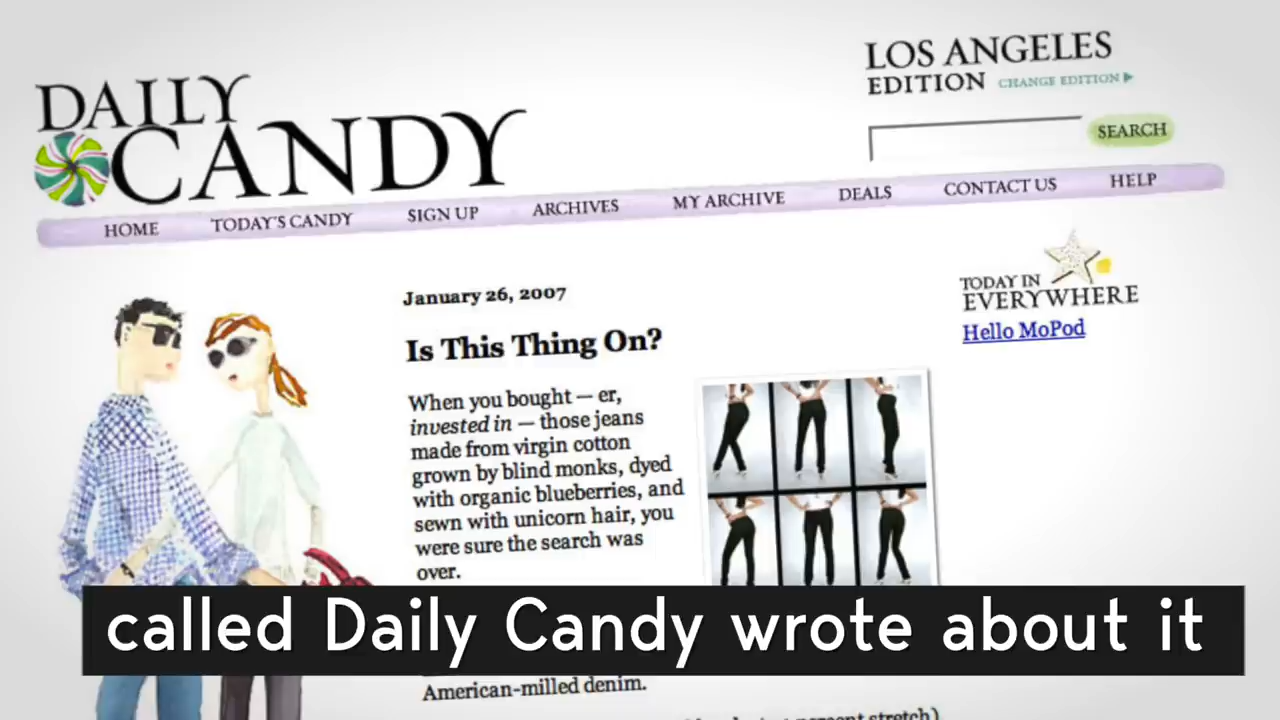 DAILY
CANDY
LOS ANGELES
EDITION CHANGE EDITION
SEARCH
HOME TODAY'S CANDY SIGN UP ARCHIVES MY ARCHIVE DEALS CONTACT US HELP
January 26, 2007
Is This Thing On?
When you bought — er,
invested in — those jeans
made from virgin cotton
grown by blind monks, dyed
with organic blueberries, and
sewn with unicorn hair, you
were sure the search was
over.
TODAY IN
EVERYWHERE
Hello MoPod
called Daily Candy wrote about it
American-milled denim.
percent stretch)